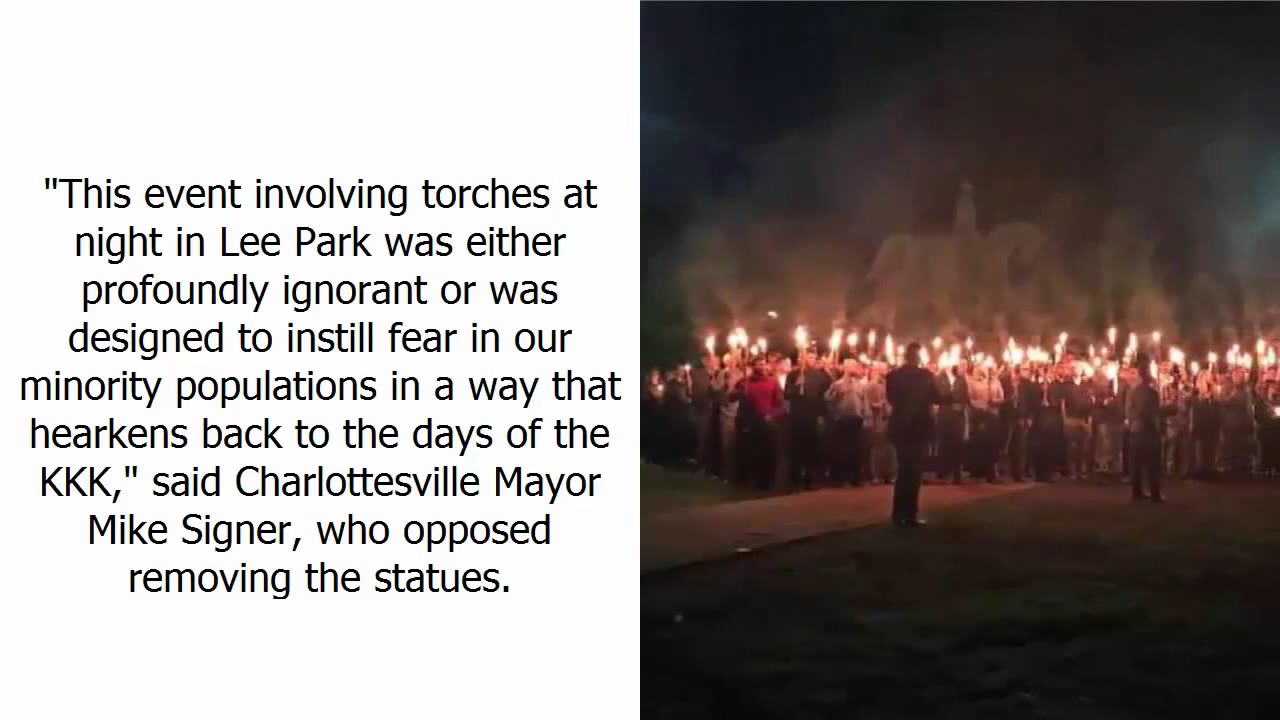 "This event involving torches at
night in Lee Park was either
profoundly ignorant or was
designed to instill fear in our
minority populations in a way that
hearkens back to the days of the
KKK," said Charlottesville Mayor
Mike Signer, who opposed
removing the statues.